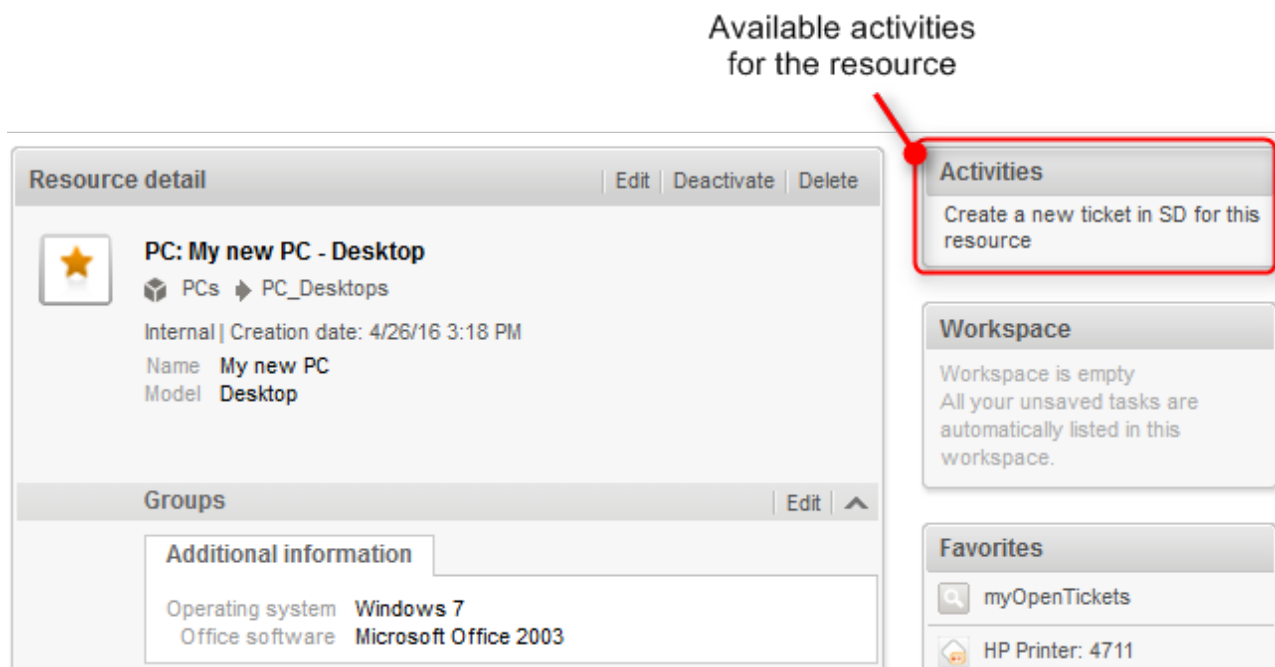 Available activities
for the resource
Resource detail
Edit
Deactivate
Delete
PC: My new PC - Desktop
PCs PC_Desktops
Internal | Creation date: 4/26/16 3:18 PM
Name My new PC
Model Desktop
Groups
Edit
Additional information
Operating system Windows 7
Office software Microsoft Office 2003
Activities
Create a new ticket in SD for this
resource
Workspace
Workspace is empty
All your unsaved tasks are
automatically listed in this
workspace.
Favorites
myOpenTickets
HP Printer: 4711